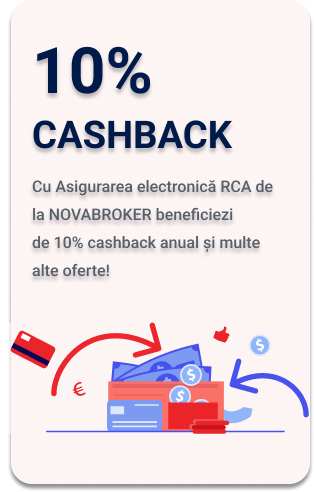 10%
CASHBACK
Cu Asigurarea electronică RCA de
la NOVABROKER beneficiezi
de 10% cashback anual și multe
alte oferte!
€
$
$
$